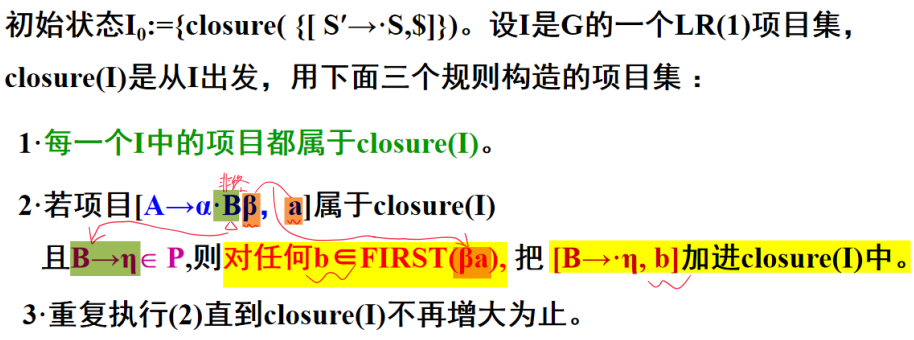 初始状态I₀:={closure( {[ S′→·S,$]})。设I是G的一个LR(1)项目集，
closure(I)是从I出发，用下面三个规则构造的项目集：
1·每一个I中的项目都属于closure(I)。
非终
2·若项目[A→α·Bβ, a]属于closure(I)
且B→η∈ P,则对任何b∈FIRST(βa), 把 [B→·η, b]加进closure(I)中。
3·重复执行(2)直到closure(I)不再增大为止。